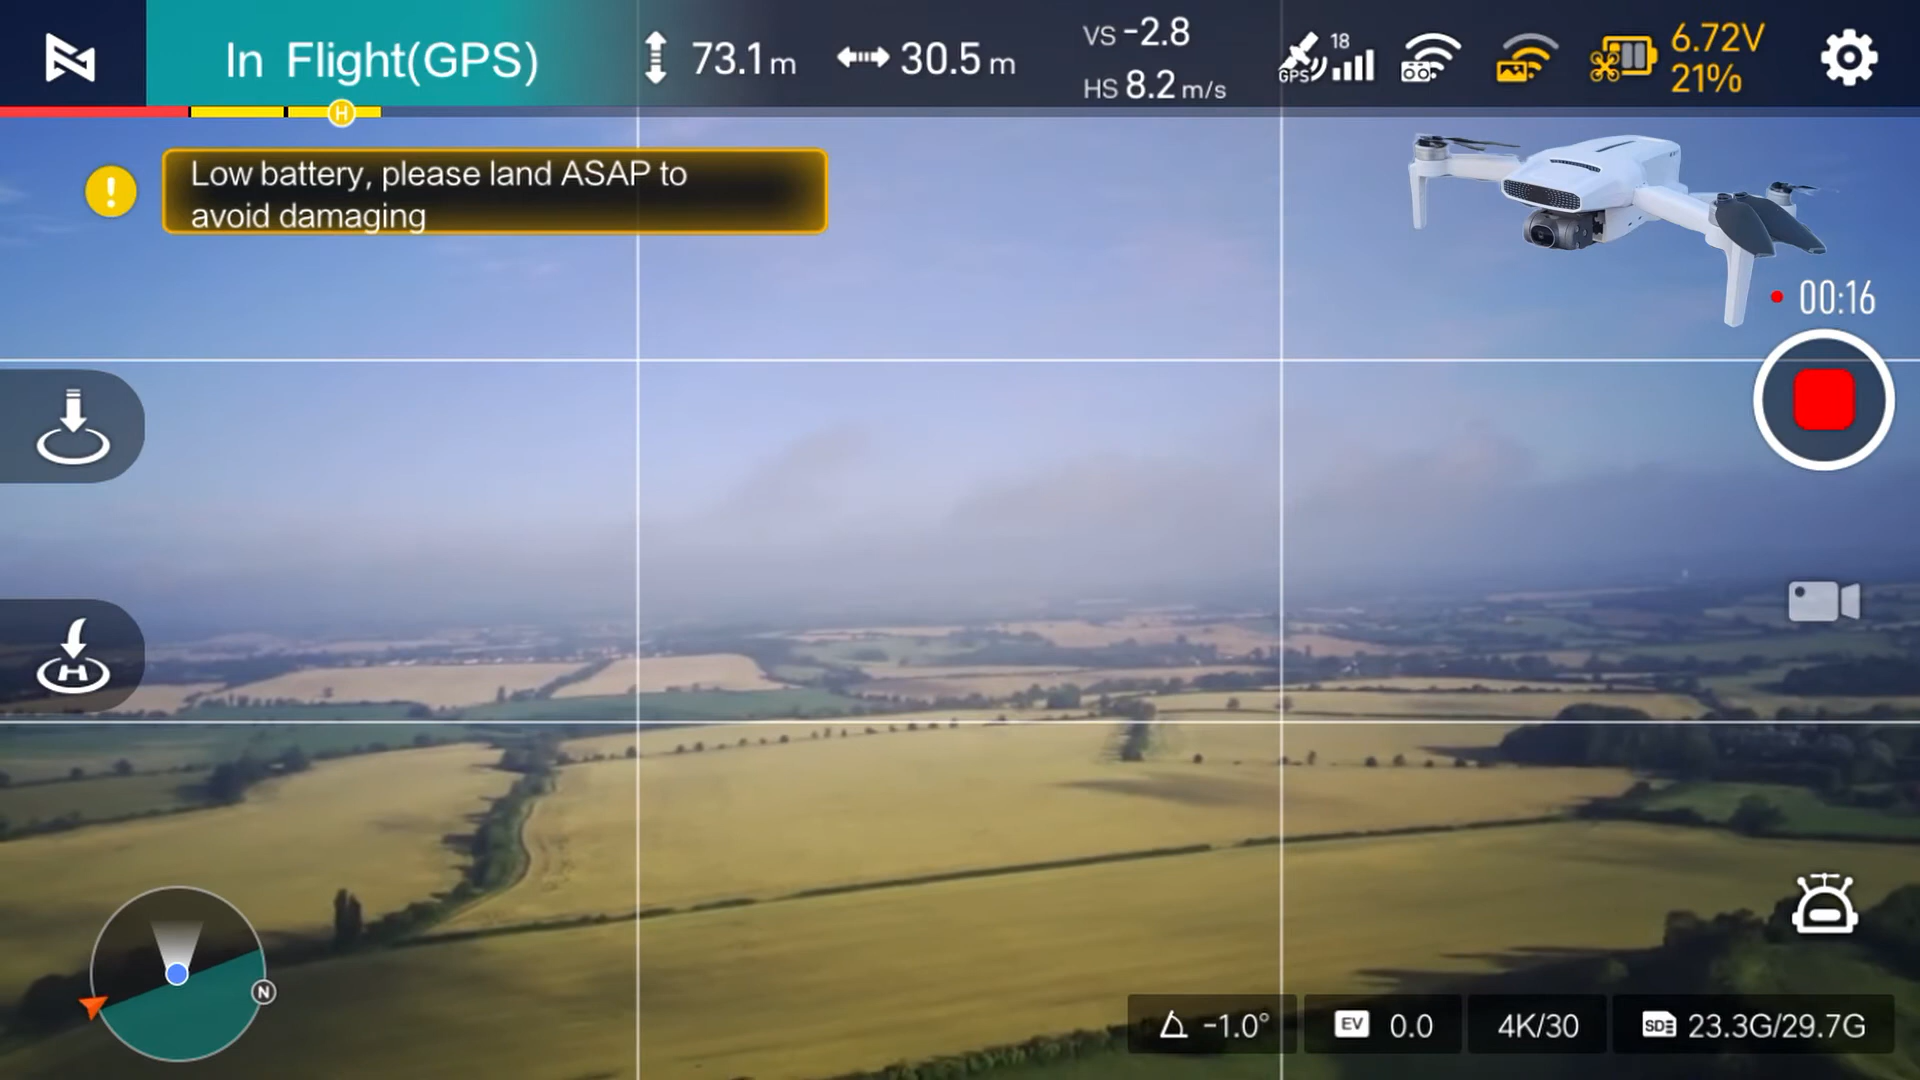 In Flight(GPS)
73.1 m
30.5 m
VS -2.8
HS 8.2 m/s
GPS
18
6.72V
21%
H
Low battery, please land ASAP to
avoid damaging
00:16
H
N
-1.0°
EV 0.0
4K/30
SD 23.3G/29.7G